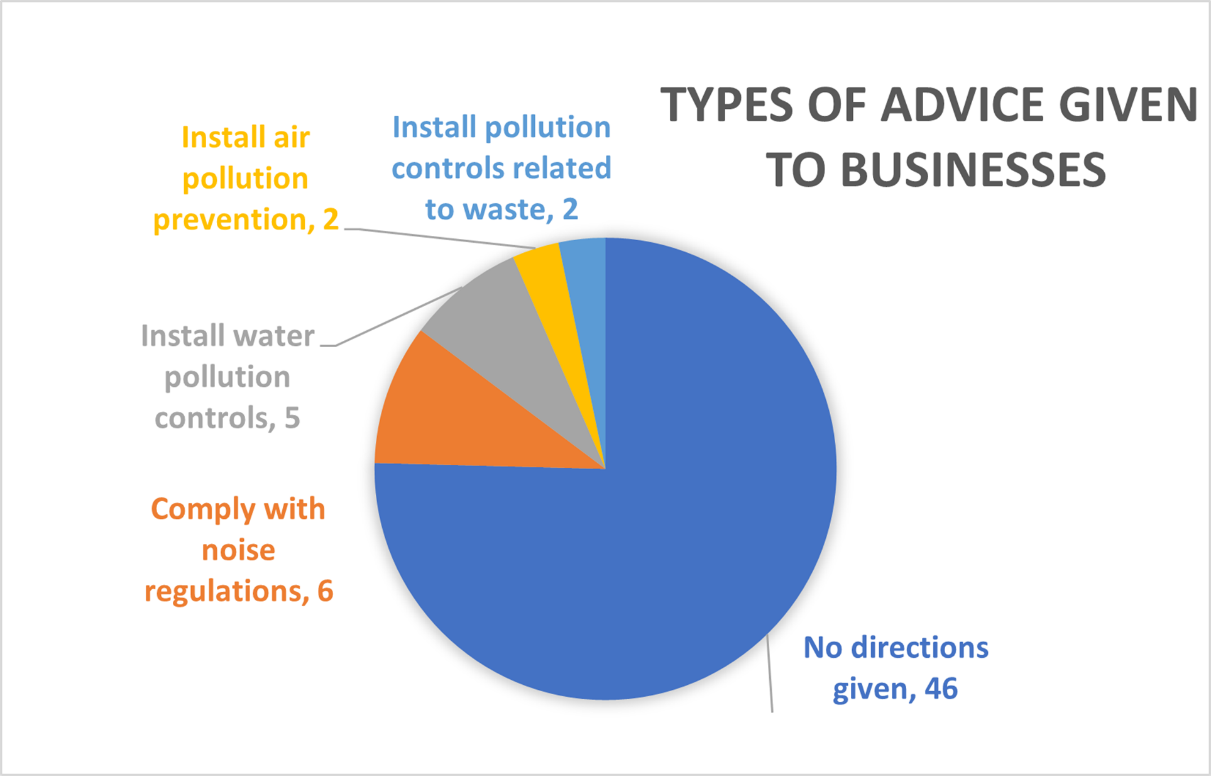 TYPES OF ADVICE GIVEN
TO BUSINESSES
Install air
pollution
prevention, 2
Install pollution
controls related
to waste, 2
Install water
pollution
controls, 5
Comply with
noise
regulations, 6
No directions
given, 46